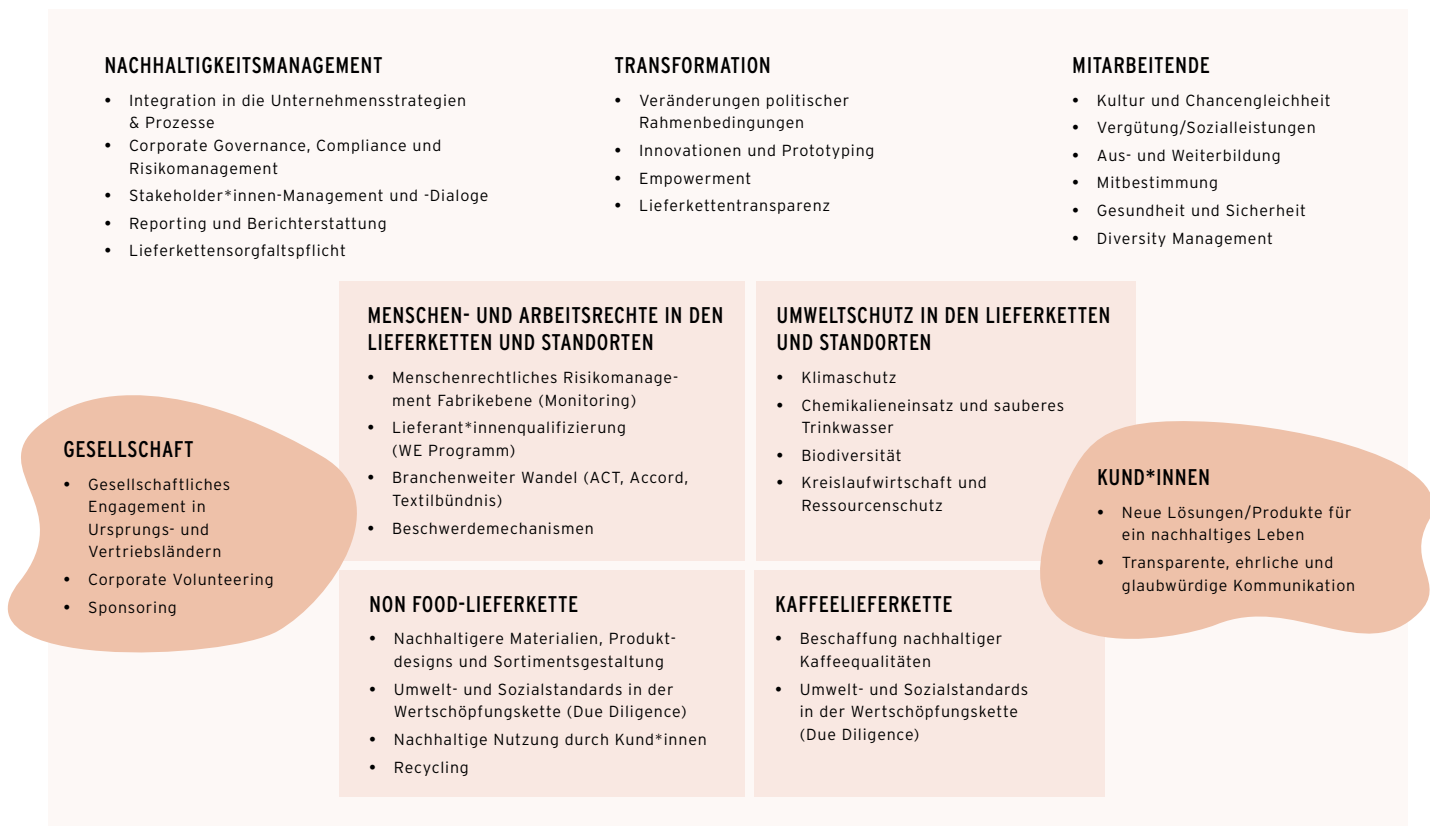 NACHHALTIGKEITSMANAGEMENT
• Integration in die Unternehmensstrategien
& Prozesse
• Corporate Governance, Compliance und
Risikomanagement
• Stakeholder*innen-Management und -Dialoge
• Reporting und Berichterstattung
• Lieferkettensorgfaltspflicht
TRANSFORMATION
• Veränderungen politischer
Rahmenbedingungen
• Innovationen und Prototyping
• Empowerment
• Lieferkettentransparenz
MITARBEITENDE
• Kultur und Chancengleichheit
• Vergütung/Sozialleistungen
• Aus- und Weiterbildung
• Mitbestimmung
• Gesundheit und Sicherheit
• Diversity Management
MENSCHEN- UND ARBEITSRECHTE IN DEN
LIEFERKETTEN UND STANDORTEN
• Menschenrechtliches Risikomanage-
ment Fabrikebene (Monitoring)
• Lieferant*innenqualifizierung
(WE Programm)
• Branchenweiter Wandel (ACT, Accord,
Textilbündnis)
• Beschwerdemechanismen
UMWELTSCHUTZ IN DEN LIEFERKETTEN
UND STANDORTEN
• Klimaschutz
• Chemikalieneinsatz und sauberes
Trinkwasser
• Biodiversität
• Kreislaufwirtschaft und
Ressourcenschutz
GESELLSCHAFT
• Gesellschaftliches
Engagement in
Ursprungs- und
Vertriebsländern
• Corporate Volunteering
• Sponsoring
KUND*INNEN
• Neue Lösungen/Produkte für
ein nachhaltiges Leben
• Transparente, ehrliche und
glaubwürdige Kommunikation
NON FOOD-LIEFERKETTE
• Nachhaltigere Materialien, Produkt-
designs und Sortimentsgestaltung
• Umwelt- und Sozialstandards in der
Wertschöpfungskette (Due Diligence)
• Nachhaltige Nutzung durch Kund*innen
• Recycling
KAFFEELIEFERKETTE
• Beschaffung nachhaltiger
Kaffeequalitäten
• Umwelt- und Sozialstandards
in der Wertschöpfungskette
(Due Diligence)